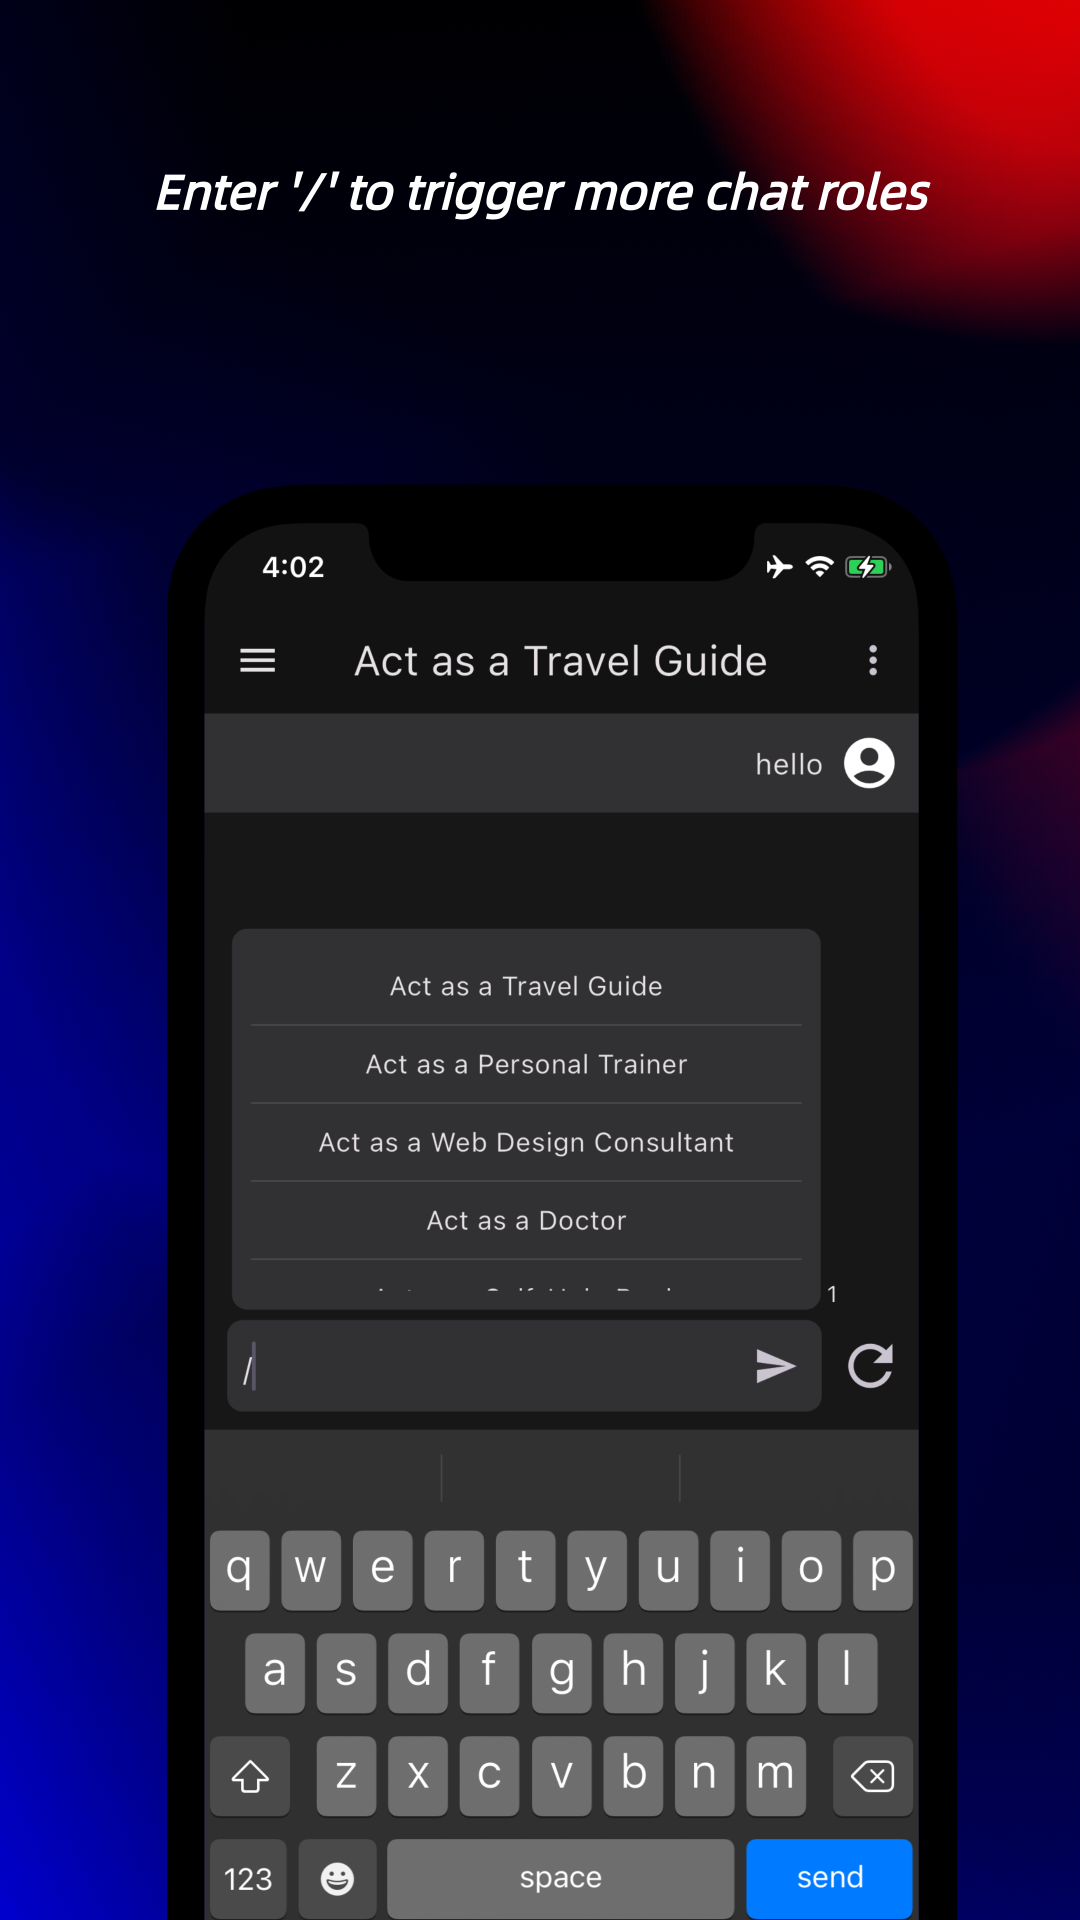 Enter '/' to trigger more chat roles
4:02
Act as a Travel Guide
hello
Act as a Travel Guide
Act as a Personal Trainer
Act as a Web Design Consultant
Act as a Doctor
1
/
q w e r t y u i o p
a s d f g h j k l
z x c v b n m
123 space send